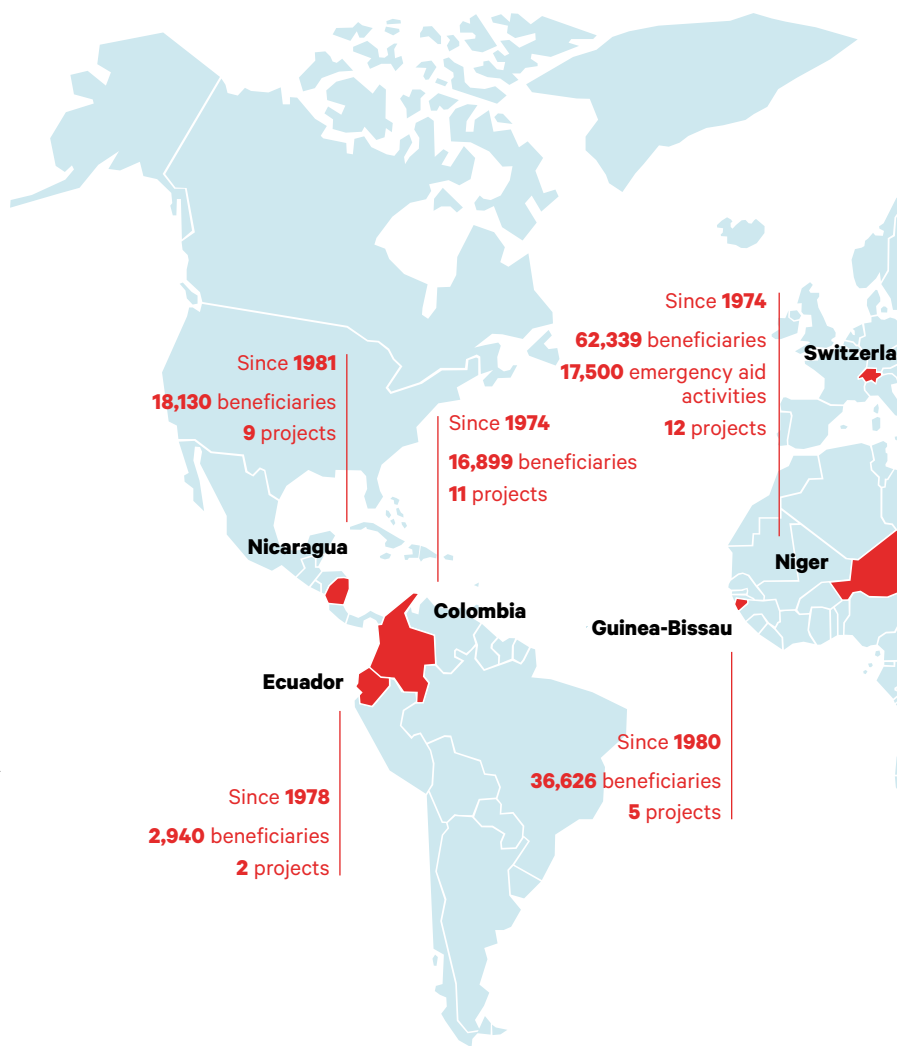 Since 1974
62,339 beneficiaries
17,500 emergency aid
activities
12 projects
Switzerla
Since 1981
18,130 beneficiaries
9 projects
Since 1974
16,899 beneficiaries
11 projects
Nicaragua
Niger
Colombia
Guinea-Bissau
Ecuador
Since 1980
36,626 beneficiaries
5 projects
Since 1978
2,940 beneficiaries
2 projects